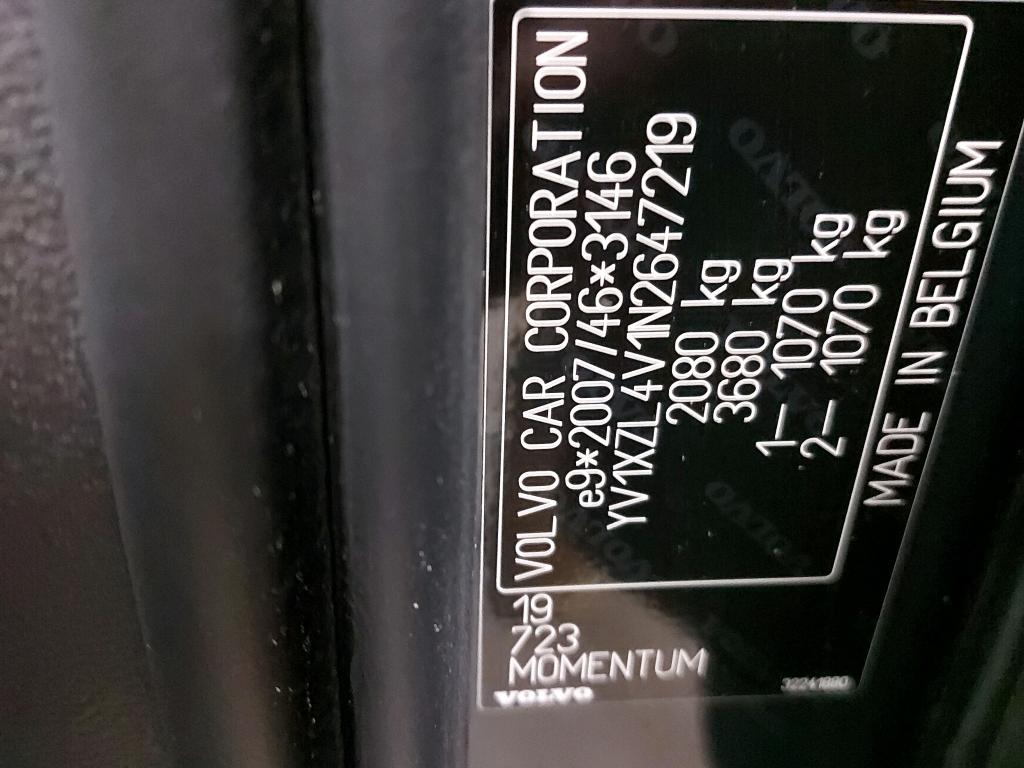 VOLVO CAR CORPORATION
e9*2007/46*3146
YV1XZL4V1N2647219
2080 kg
3680 kg
1– 1070 kg
2– 1070 kg
MADE IN BELGIUM
19
723
MOMENTUM
VOLVO